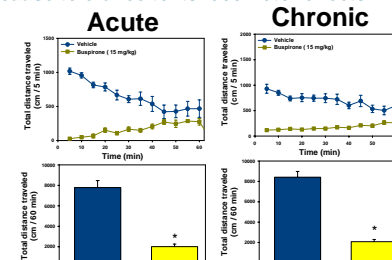 Acute
Chronic
Vehicle
Buspirone ( 15 mg/kg)
Total distance traveled
(cm / 5 min)
1500
1000
500
0
0 10 20 30 40 50 60
Time (min)
Vehicle
Buspirone ( 15 mg/kg)
Total distance traveled
(cm / 5 min)
2000
1500
1000
500
0
0 10 20 30 40 50
Time (min)
Total distance traveled
(cm / 60 min)
10000
8000
6000
4000
2000
*
Total distance traveled
(cm / 60 min)
10000
8000
6000
4000
2000
*